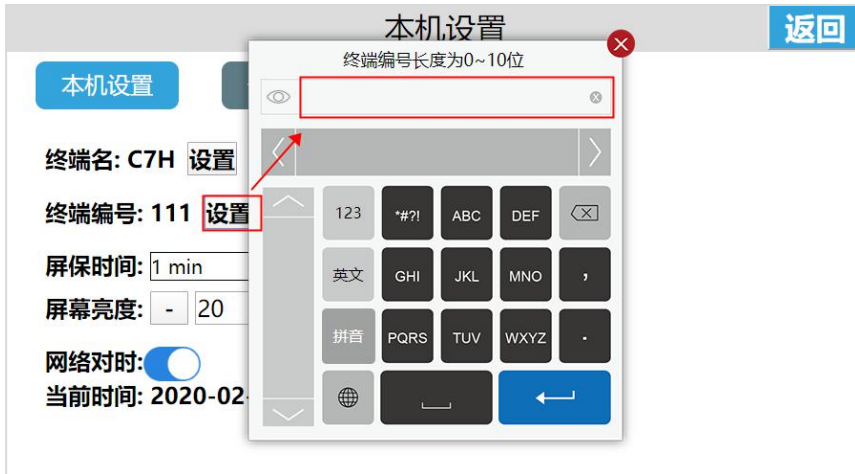 本机设置
返回
本机设置
终端编号长度为0~10位
终端名: C7H 设置
终端编号: 111 设置
屏保时间: 1 min
屏幕亮度: - 20
网络对时:
当前时间: 2020-02-
123 *#?! ABC DEF
英文 GHI JKL MNO ,
拼音 PQRS TUV WXYZ .